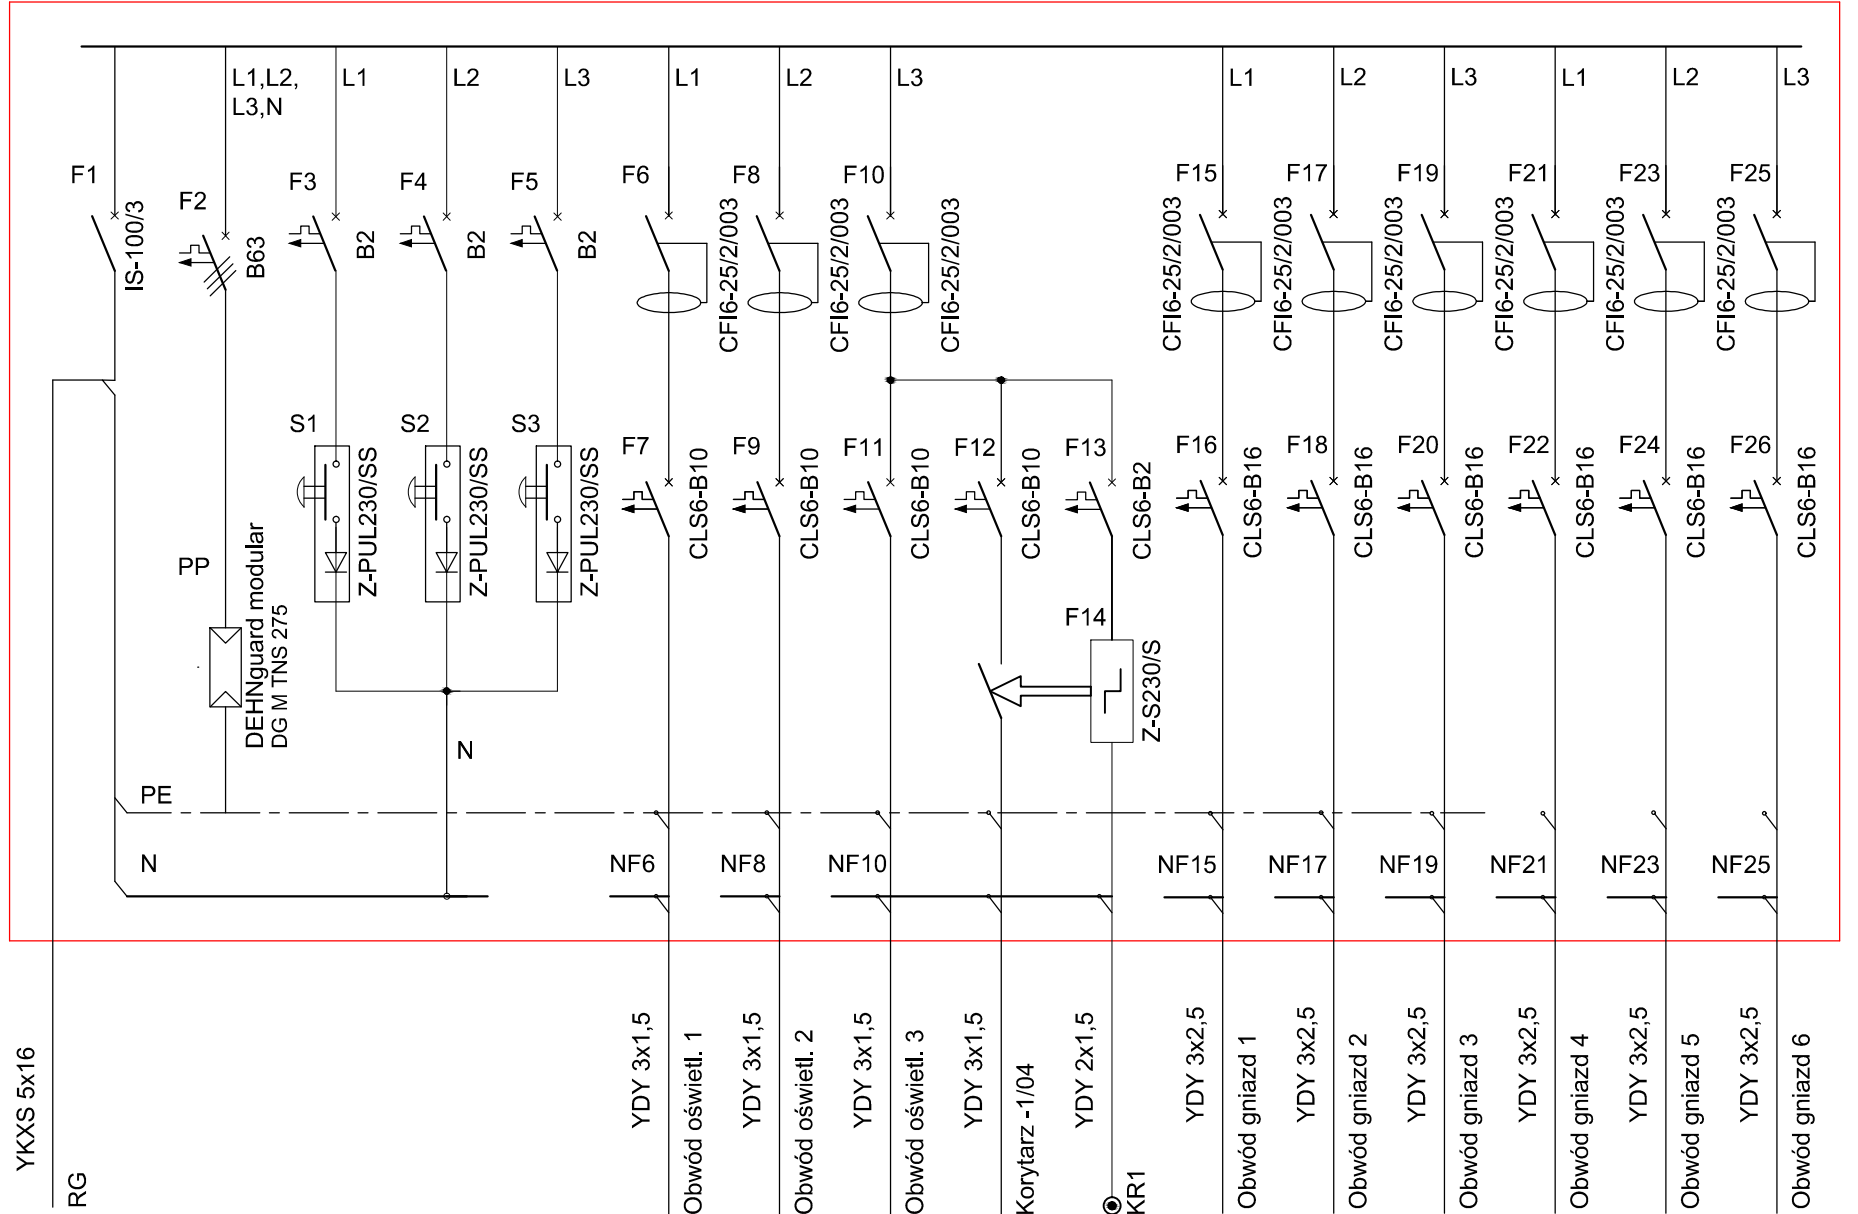 L1,L2,
L3,N
L1
L2
L3
L1
L2
L3
L1
L2
L3
L1
L2
L3
F1
IS-100/3
F2
B63
F3
B2
F4
B2
F5
B2
F6
CFI6-25/2/003
F8
CFI6-25/2/003
F10
CFI6-25/2/003
F15
CFI6-25/2/003
F17
CFI6-25/2/003
F19
CFI6-25/2/003
F21
CFI6-25/2/003
F23
CFI6-25/2/003
F25
CFI6-25/2/003
S1
Z-PUL230/SS
S2
Z-PUL230/SS
S3
Z-PUL230/SS
F7
CLS6-B10
F9
CLS6-B10
F11
CLS6-B10
F12
CLS6-B10
F13
CLS6-B2
F16
CLS6-B16
F18
CLS6-B16
F20
CLS6-B16
F22
CLS6-B16
F24
CLS6-B16
F26
CLS6-B16
PP
DEHNguard modular
DG M TNS 275
F14
Z-S230/S
N
PE
N
NF6
NF8
NF10
NF15
NF17
NF19
NF21
NF23
NF25
YKXS 5x16
RG
YDY 3x1,5
Obwód oświetl. 1
YDY 3x1,5
Obwód oświetl. 2
YDY 3x1,5
Obwód oświetl. 3
YDY 3x1,5
Korytarz -1/04
YDY 2x1,5
KR1
YDY 3x2,5
Obwód gniazd 1
YDY 3x2,5
Obwód gniazd 2
YDY 3x2,5
Obwód gniazd 3
YDY 3x2,5
Obwód gniazd 4
YDY 3x2,5
Obwód gniazd 5
YDY 3x2,5
Obwód gniazd 6